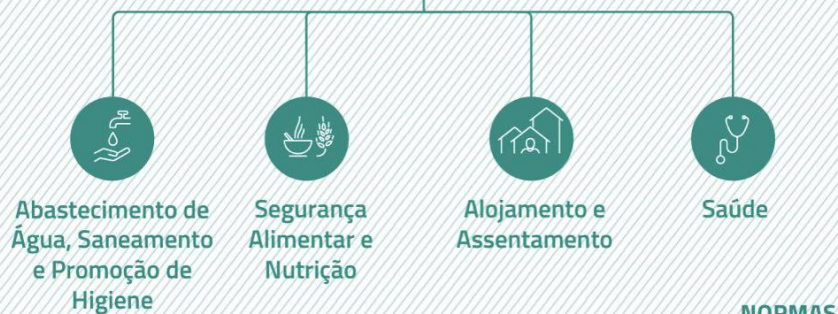 Abastecimento de
Água, Saneamento
e Promoção de
Higiene
Segurança
Alimentar e
Nutrição
Alojamento e
Assentamento
Saúde
NORMAS